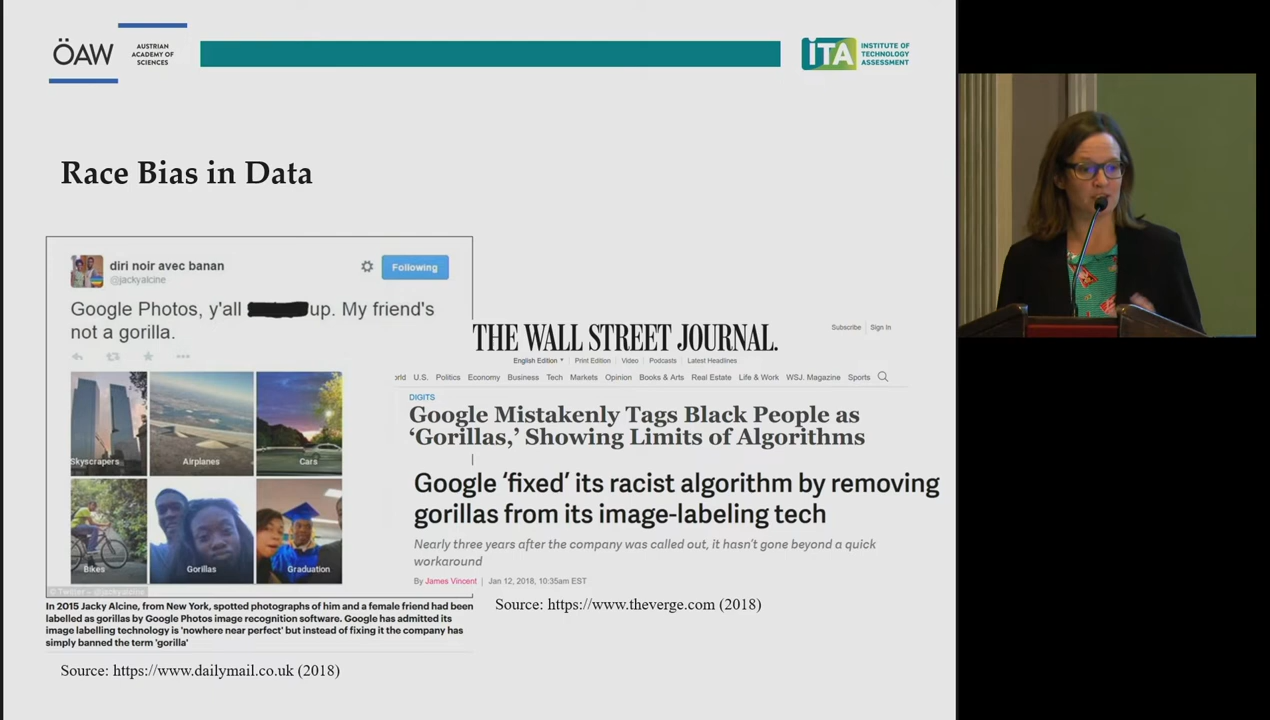 ÖAW
AUSTRIAN
ACADEMY OF
SCIENCES
iTA
INSTITUTE OF
TECHNOLOGY
ASSESSMENT
Race Bias in Data
diri noir avec banan
@jackyalcine
Following
Google Photos, y'all up. My friend's
not a gorilla.
Skyscrapers
Airplanes
Cars
Bikes
Gorillas
Graduation
© Twitter - @jackyalcine
In 2015 Jacky Alcine, from New York, spotted photographs of him and a female friend had been
labelled as gorillas by Google Photos image recognition software. Google has admitted its
image labelling technology is 'nowhere near perfect' but instead of fixing it the company has
simply banned the term 'gorilla'
Source: https://www.dailymail.co.uk (2018)
THE WALL STREET JOURNAL.
Subscribe | Sign In
English Edition | Print Edition | Video | Podcasts | Latest Headlines
orld U.S. Politics Economy Business Tech Markets Opinion Books & Arts Real Estate Life & Work WSJ. Magazine Sports
DIGITS
Google Mistakenly Tags Black People as
‘Gorillas,’ Showing Limits of Algorithms
Google ‘fixed’ its racist algorithm by removing
gorillas from its image-labeling tech
Nearly three years after the company was called out, it hasn’t gone beyond a quick
workaround
By James Vincent | Jan 12, 2018, 10:35am EST
Source: https://www.theverge.com (2018)